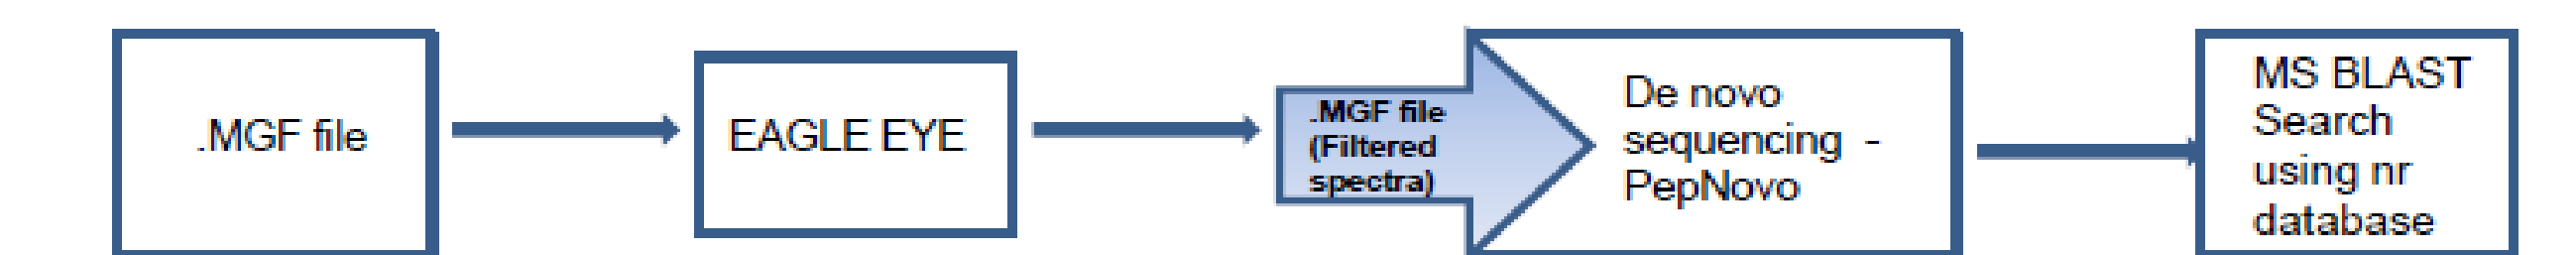 .MGF file
EAGLE EYE
.MGF file
(Filtered
spectra)
De novo
sequencing -
PepNovo
MS BLAST
Search
using nr
database